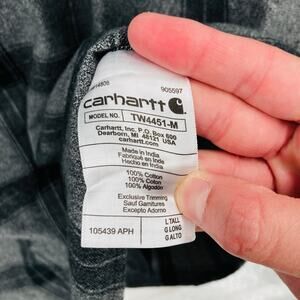 905597
carhartt
MODEL NO. TW4451-M
Carhartt, Inc. P.O. Box 600
Dearborn, MI 48121 USA
carhartt.com
Made in India
Fabriqué en Inde
Hecho en India
100% Cotton
100% Coton
100% Algodón
Exclusive Trimming
Sauf Garnitures
Excepto Adorno
105439 APH
L TALL
G LONG
G ALTO